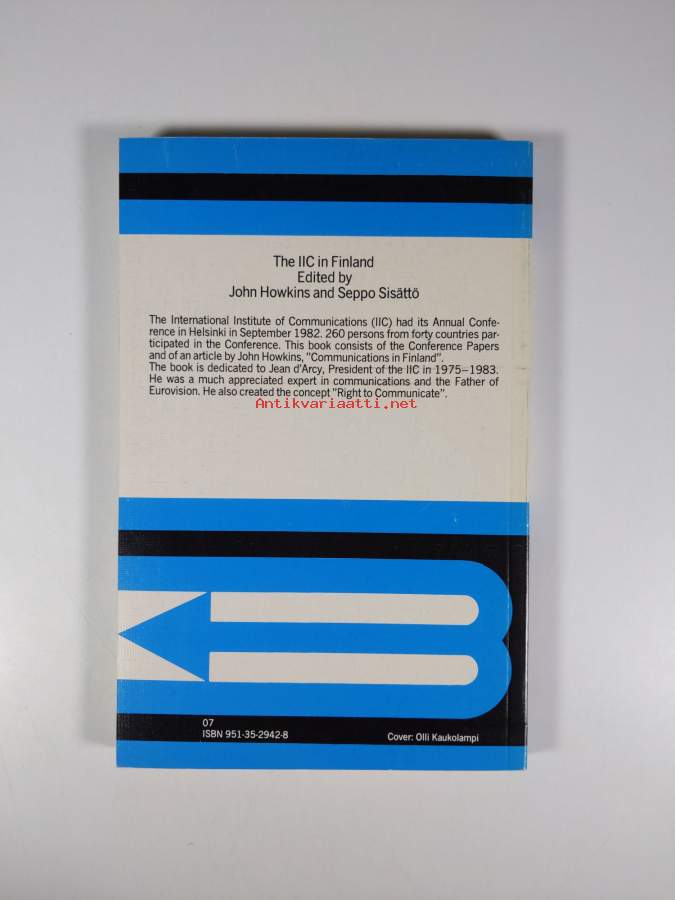 The IIC in Finland
Edited by
John Howkins and Seppo Sisättö
The International Institute of Communications (IIC) had its Annual Confe-
rence in Helsinki in September 1982. 260 persons from forty countries par-
ticipated in the Conference. This book consists of the Conference Papers
and of an article by John Howkins, "Communications in Finland".
The book is dedicated to Jean d'Arcy, President of the IIC in 1975–1983.
He was a much appreciated expert in communications and the Father of
Eurovision. He also created the concept "Right to Communicate".
Antikvariaatti.net
07
ISBN 951-35-2942-8
Cover: Olli Kaukolampi